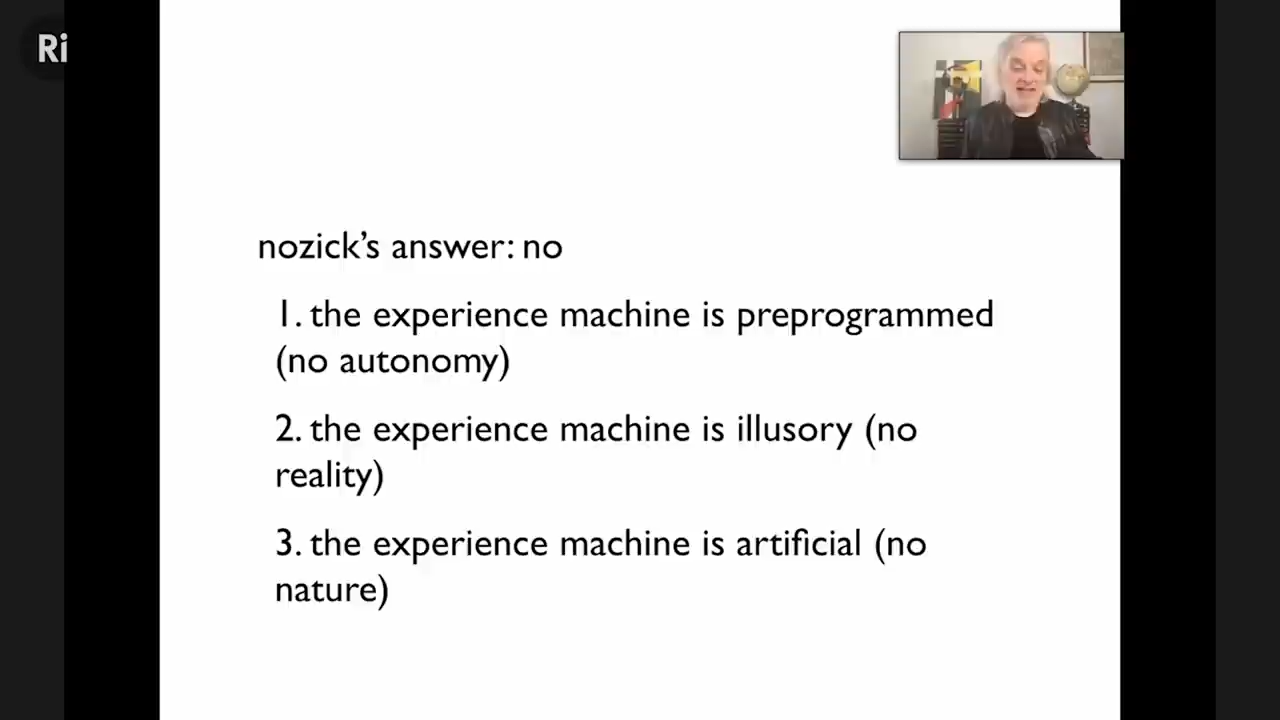 Ri
nozick's answer: no
1. the experience machine is preprogrammed
(no autonomy)
2. the experience machine is illusory (no
reality)
3. the experience machine is artificial (no
nature)